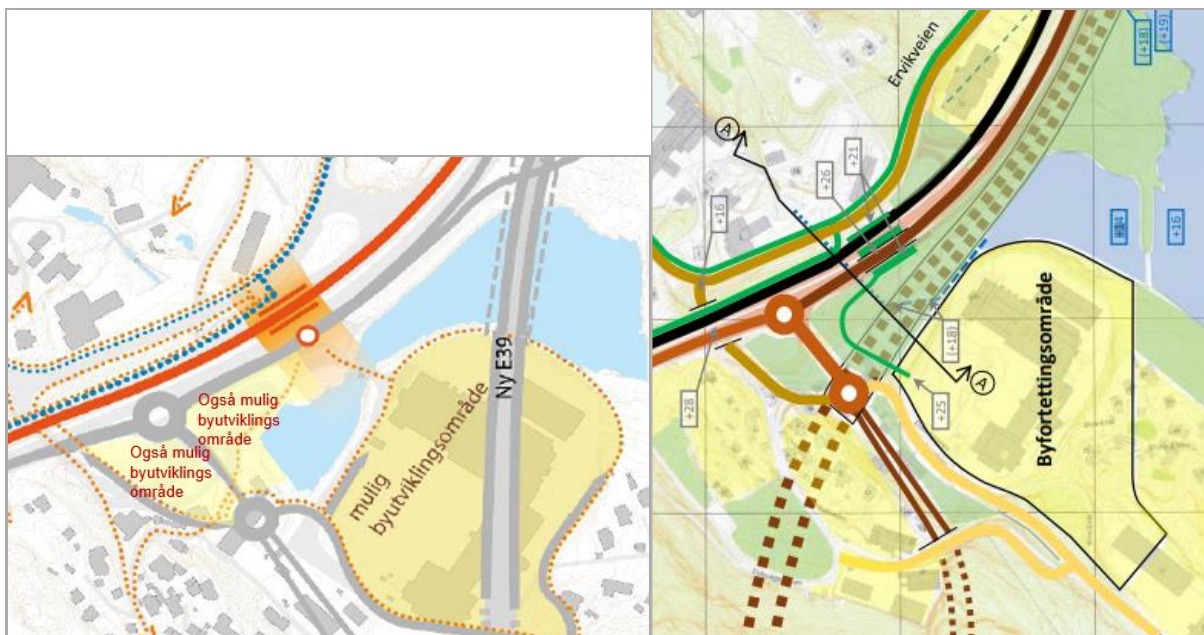 Også mulig
byutviklings
område
Også mulig
byutviklings
område
mulig
byutviklingsområde
Ny E39
Ervikveien
A
+16
+26
+21
+28
(+18)
+25
A
Byfortettingsområde
(+18)
(+19)
+16